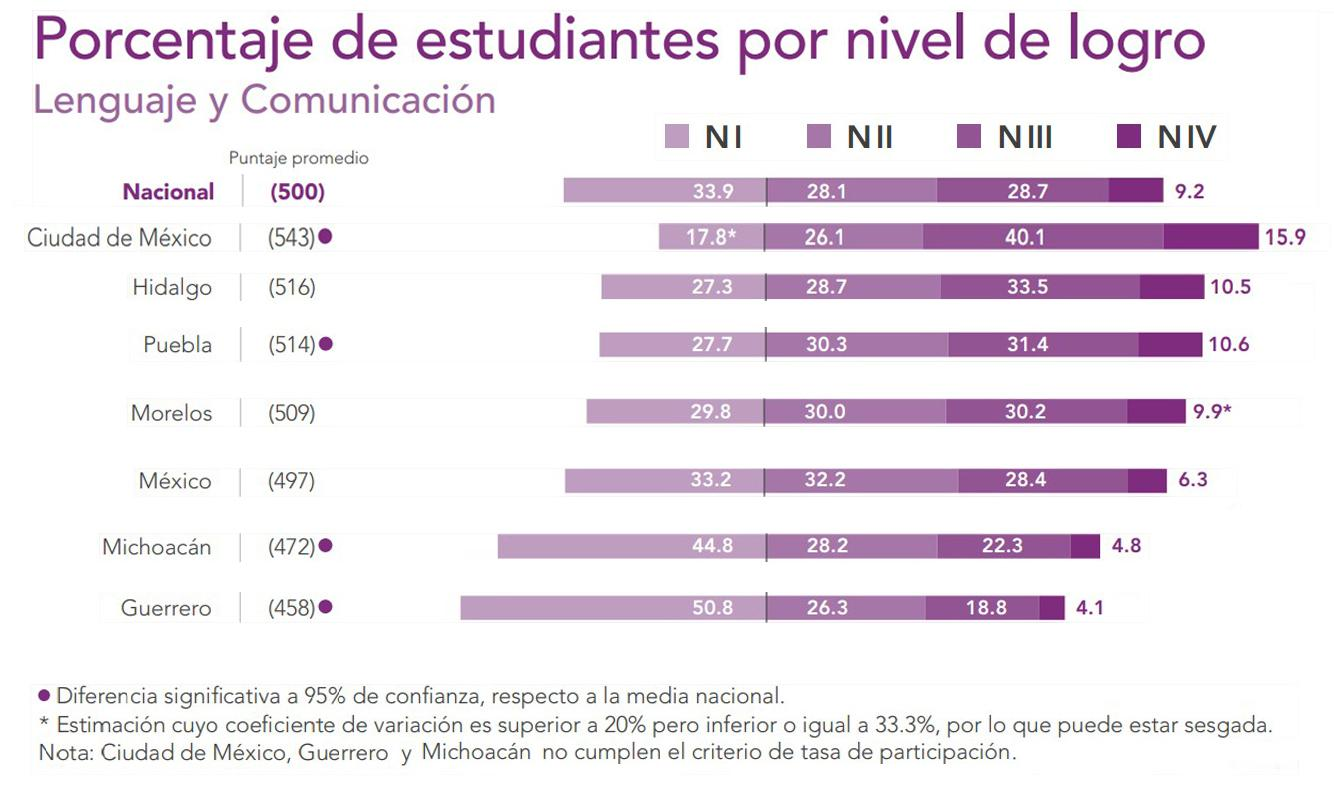 Porcentaje de estudiantes por nivel de logro
Lenguaje y Comunicación
N I N II N III N IV
Puntaje promedio
Nacional (500) 33.9 28.1 28.7 9.2
Ciudad de México (543)● 17.8* 26.1 40.1 15.9
Hidalgo (516) 27.3 28.7 33.5 10.5
Puebla (514)● 27.7 30.3 31.4 10.6
Morelos (509) 29.8 30.0 30.2 9.9*
México (497) 33.2 32.2 28.4 6.3
Michoacán (472)● 44.8 28.2 22.3 4.8
Guerrero (458)● 50.8 26.3 18.8 4.1
● Diferencia significativa a 95% de confianza, respecto a la media nacional.
* Estimación cuyo coeficiente de variación es superior a 20% pero inferior o igual a 33.3%, por lo que puede estar sesgada.
Nota: Ciudad de México, Guerrero y Michoacán no cumplen el criterio de tasa de participación.